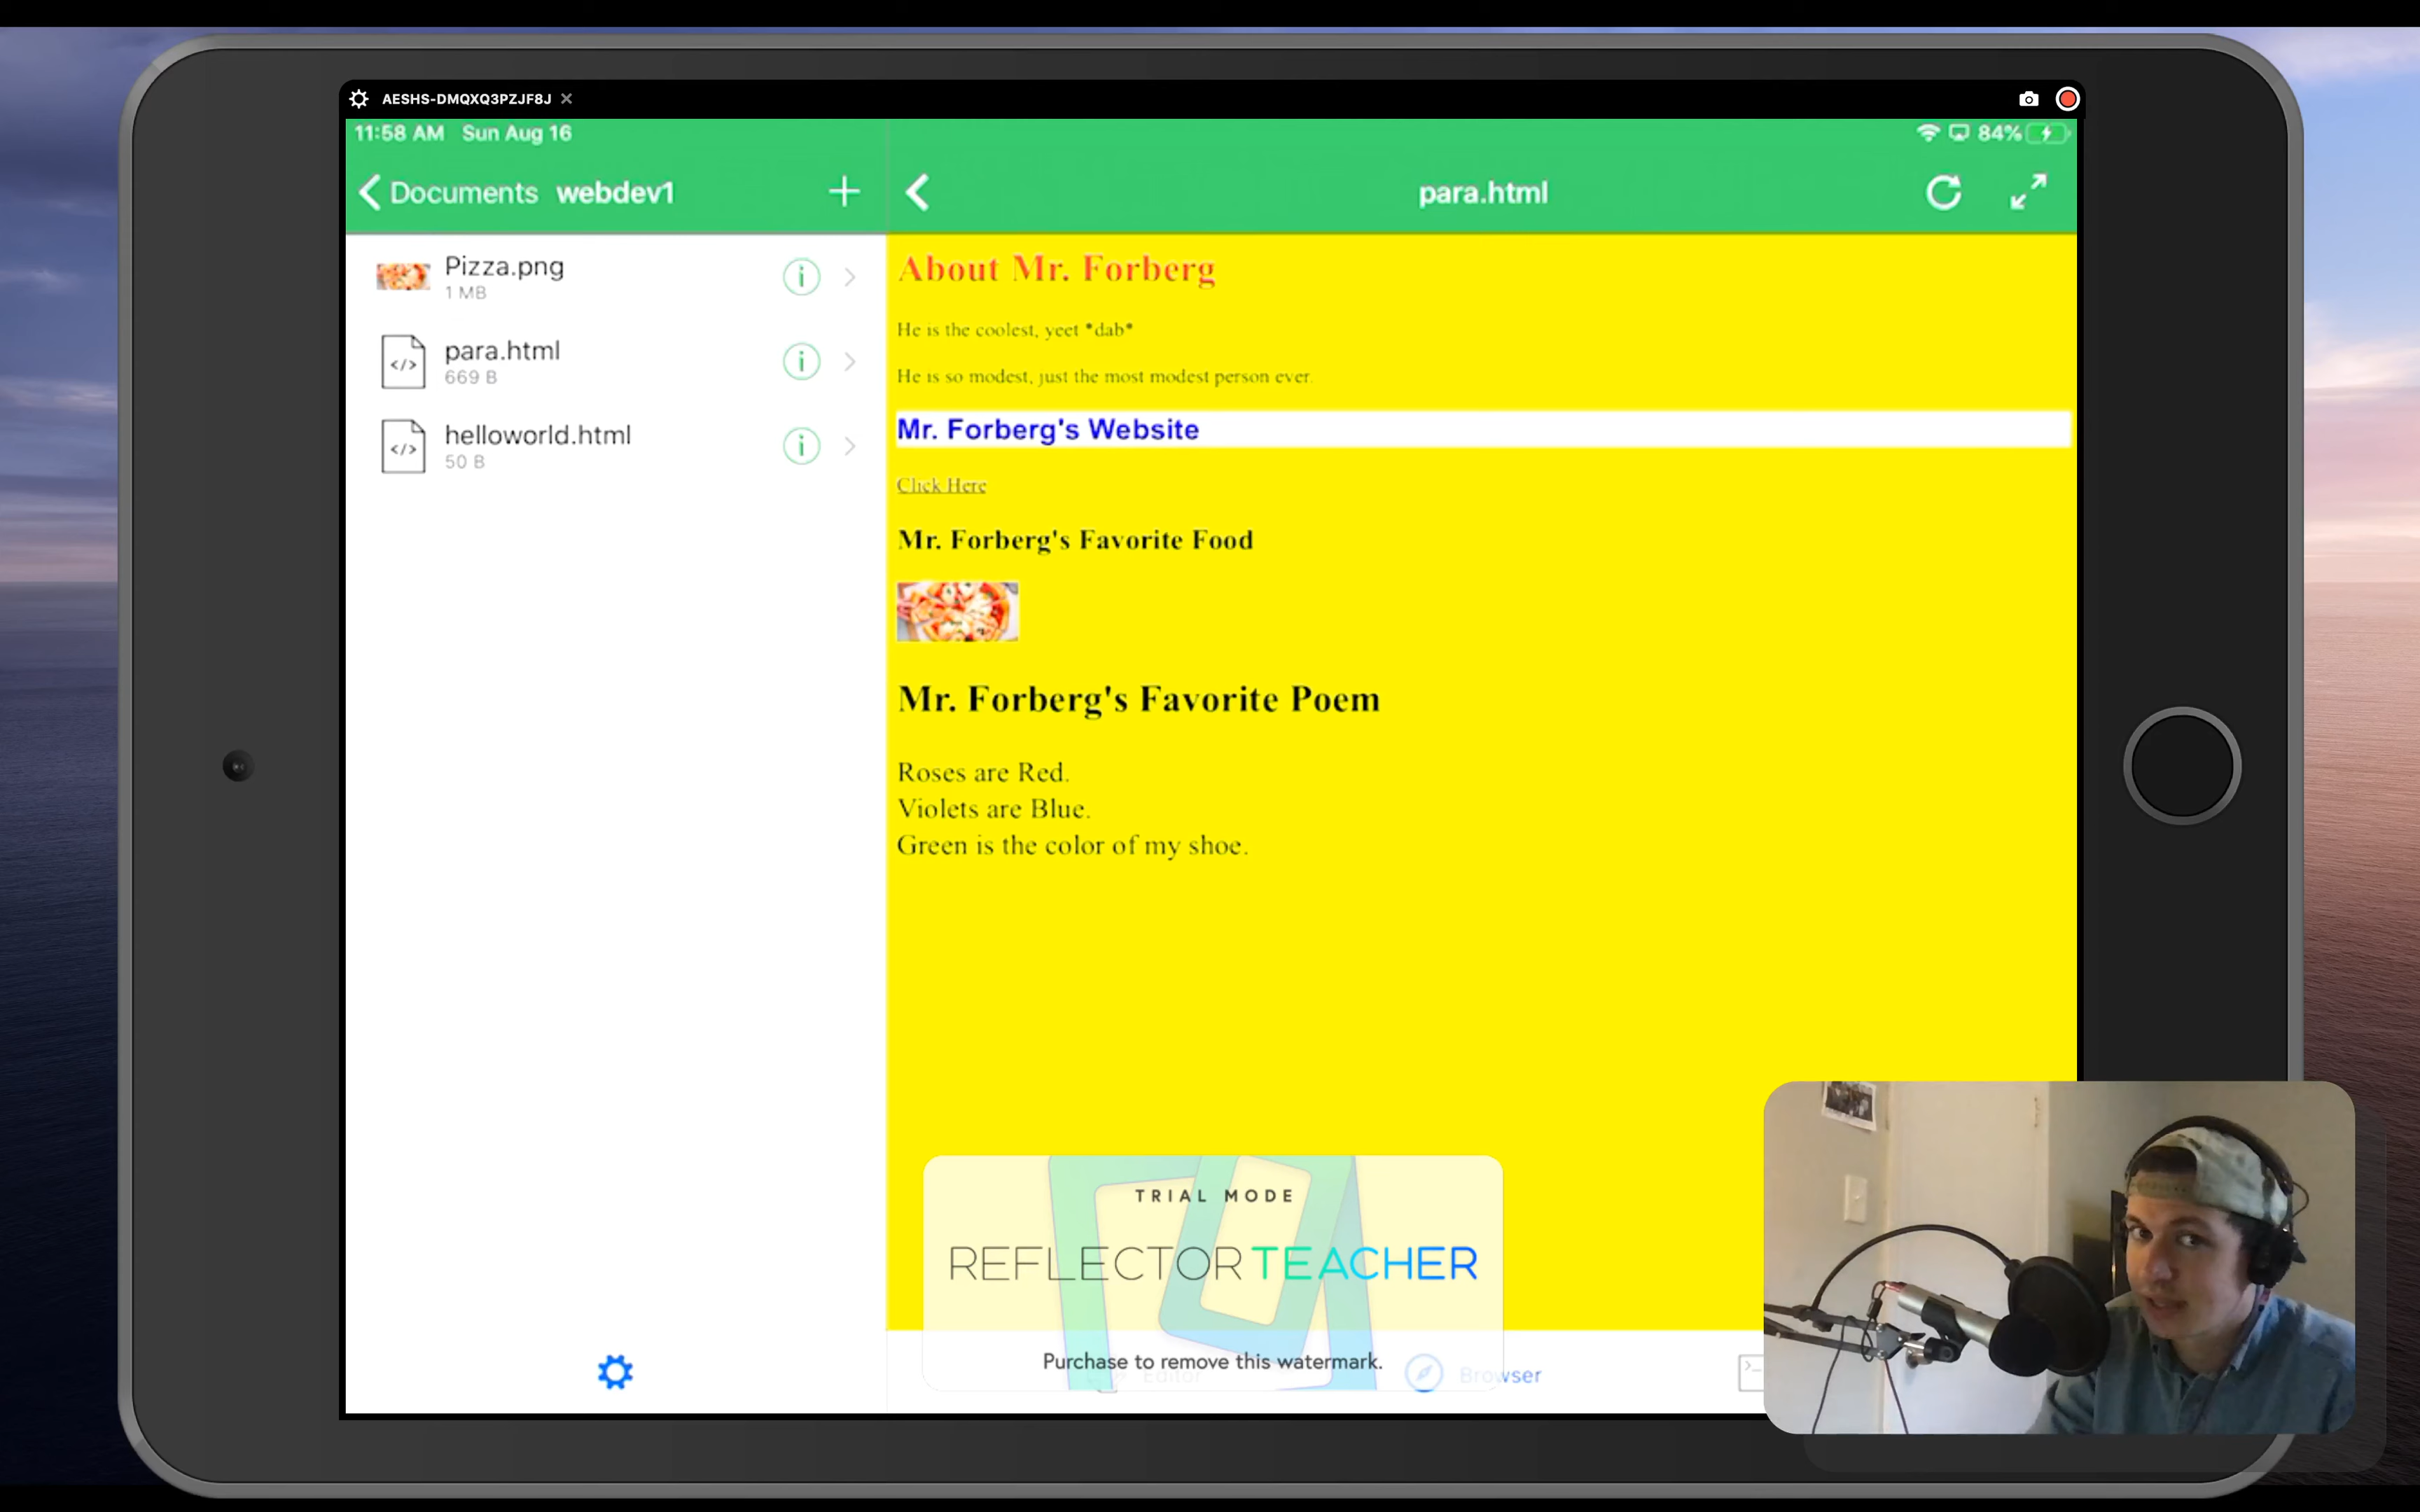 AESHS-DMQXQ3PZJF8J
11:58 AM Sun Aug 16
84%
Documents webdev1
para.html
Pizza.png
1 MB
para.html
669 B
helloworld.html
50 B
About Mr. Forberg
He is the coolest, yeet *dab*
He is so modest, just the most modest person ever.
Mr. Forberg's Website
Click Here
Mr. Forberg's Favorite Food
Mr. Forberg's Favorite Poem
Roses are Red.
Violets are Blue.
Green is the color of my shoe.
TRIAL MODE
REFLECTOR TEACHER
Purchase to remove this watermark.
Editor
Browser